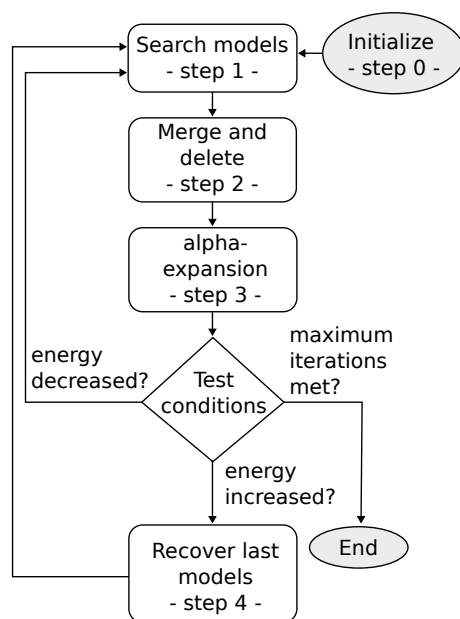 Search models
- step 1 -
Initialize
- step 0 -
Merge and
delete
- step 2 -
alpha-
expansion
- step 3 -
energy
decreased?
maximum
iterations
met?
Test
conditions
energy
increased?
Recover last
models
- step 4 -
End